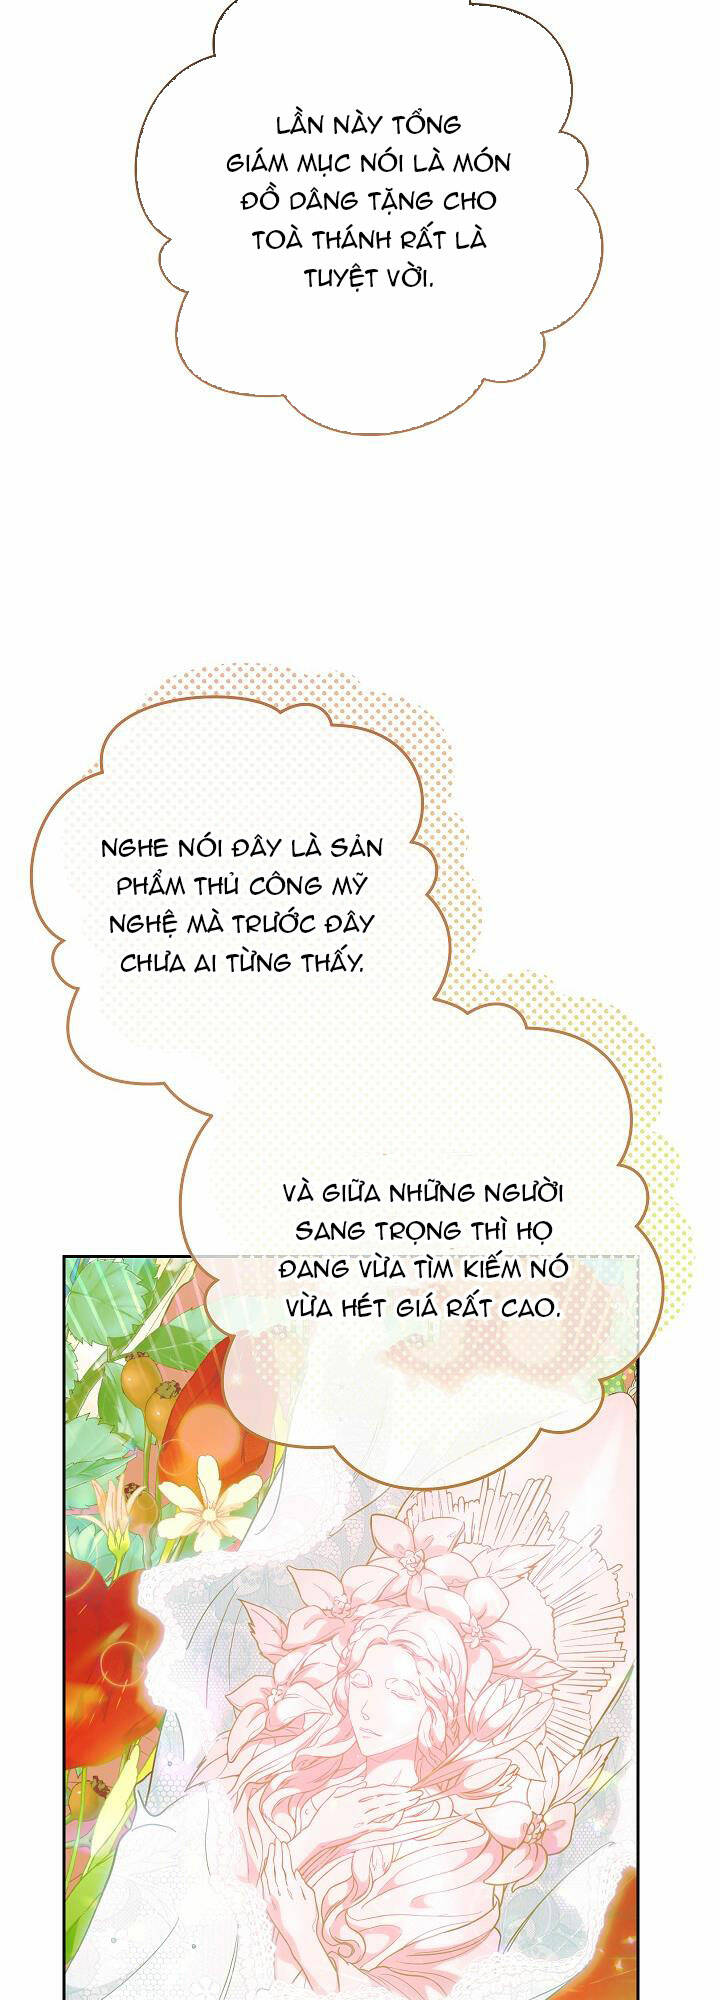 LẦN NÀY TỔNG
GIÁM MỤC NÓI LÀ MÓN
ĐỒ DÂNG TẶNG CHO
TOÀ THÁNH RẤT LÀ
TUYỆT VỜI.
NGHE NÓI ĐÂY LÀ SẢN
PHẨM THỦ CÔNG MỸ
NGHỆ MÀ TRƯỚC ĐÂY
CHƯA AI TỪNG THẤY.
VÀ GIỮA NHỮNG NGƯỜI
SANG TRỌNG THÌ HỌ
ĐANG VỪA TÌM KIẾM NÓ
VỪA HÉT GIÁ RẤT CAO.